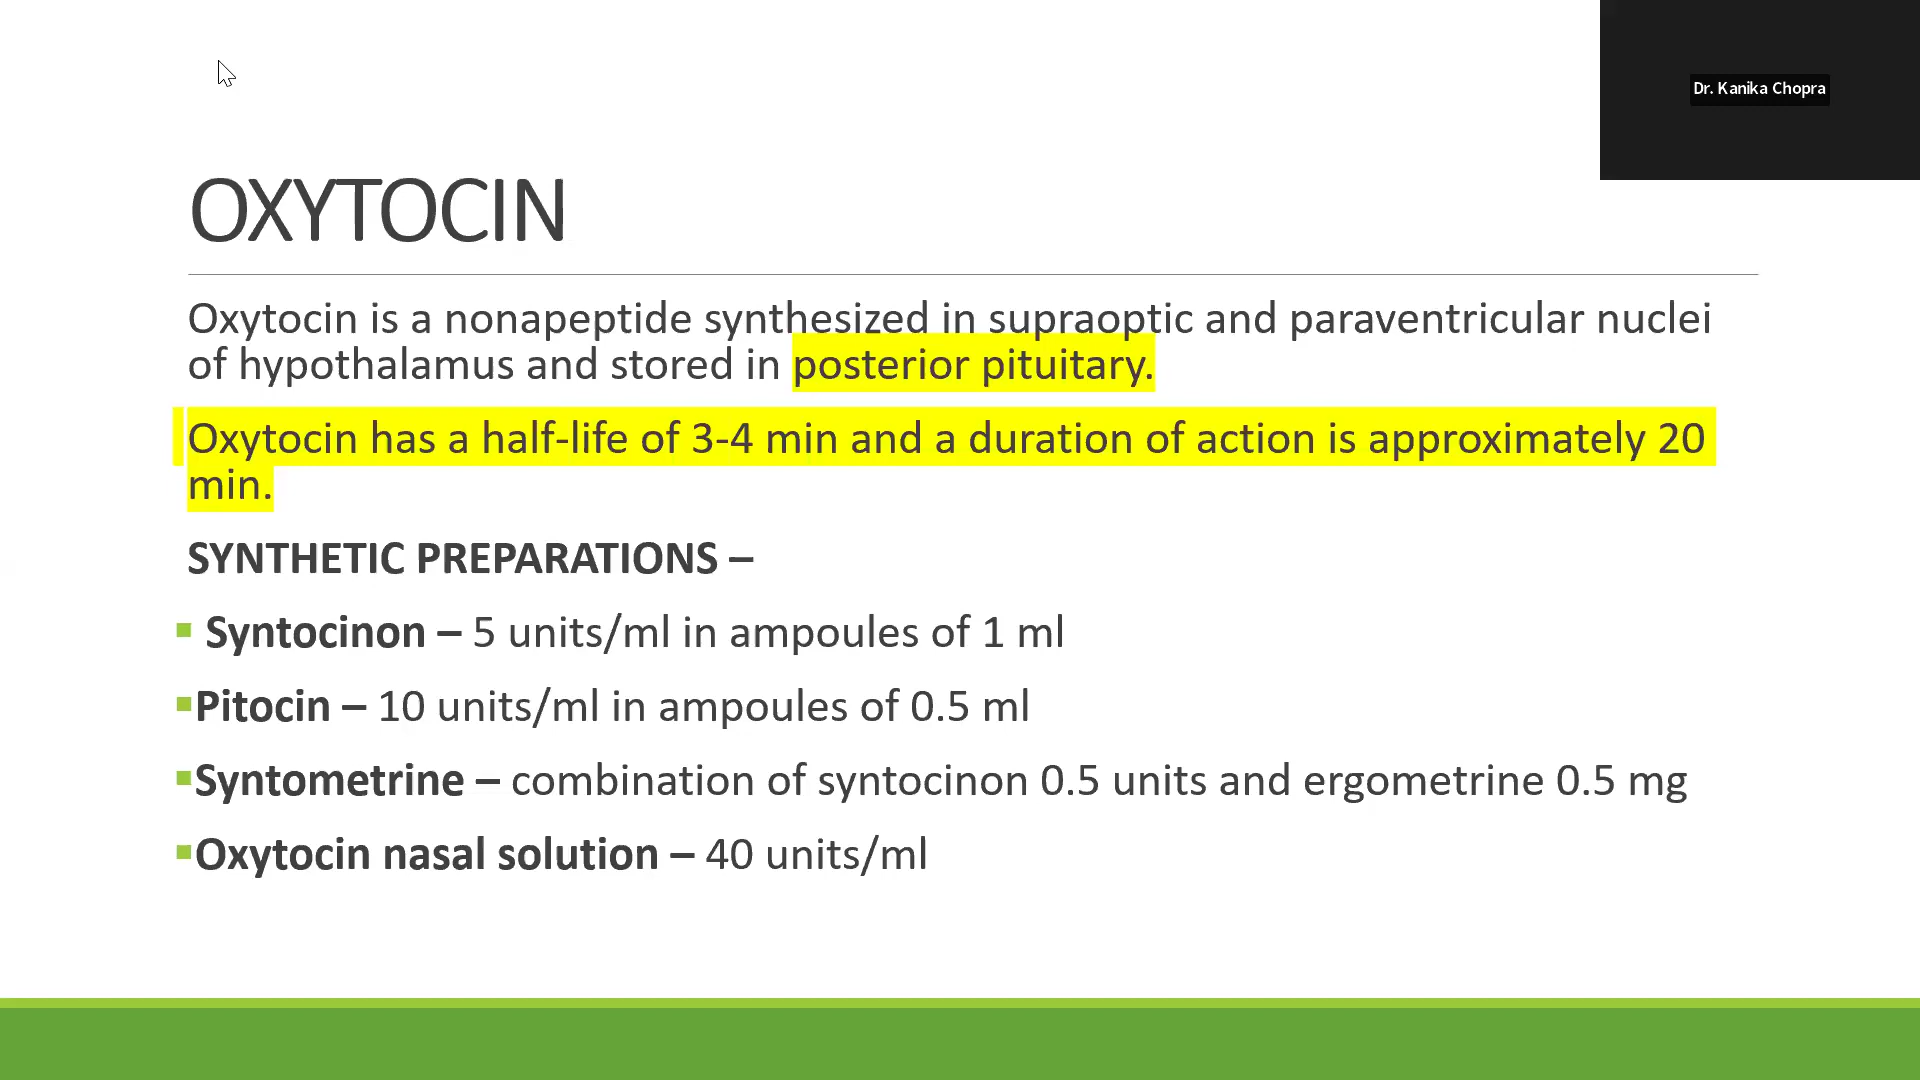 Dr. Kanika Chopra
OXYTOCIN
Oxytocin is a nonapeptide synthesized in supraoptic and paraventricular nuclei
of hypothalamus and stored in posterior pituitary.
Oxytocin has a half-life of 3-4 min and a duration of action is approximately 20
min.
SYNTHETIC PREPARATIONS –
▪ Syntocinon – 5 units/ml in ampoules of 1 ml
▪Pitocin – 10 units/ml in ampoules of 0.5 ml
▪Syntometrine – combination of syntocinon 0.5 units and ergometrine 0.5 mg
▪Oxytocin nasal solution – 40 units/ml